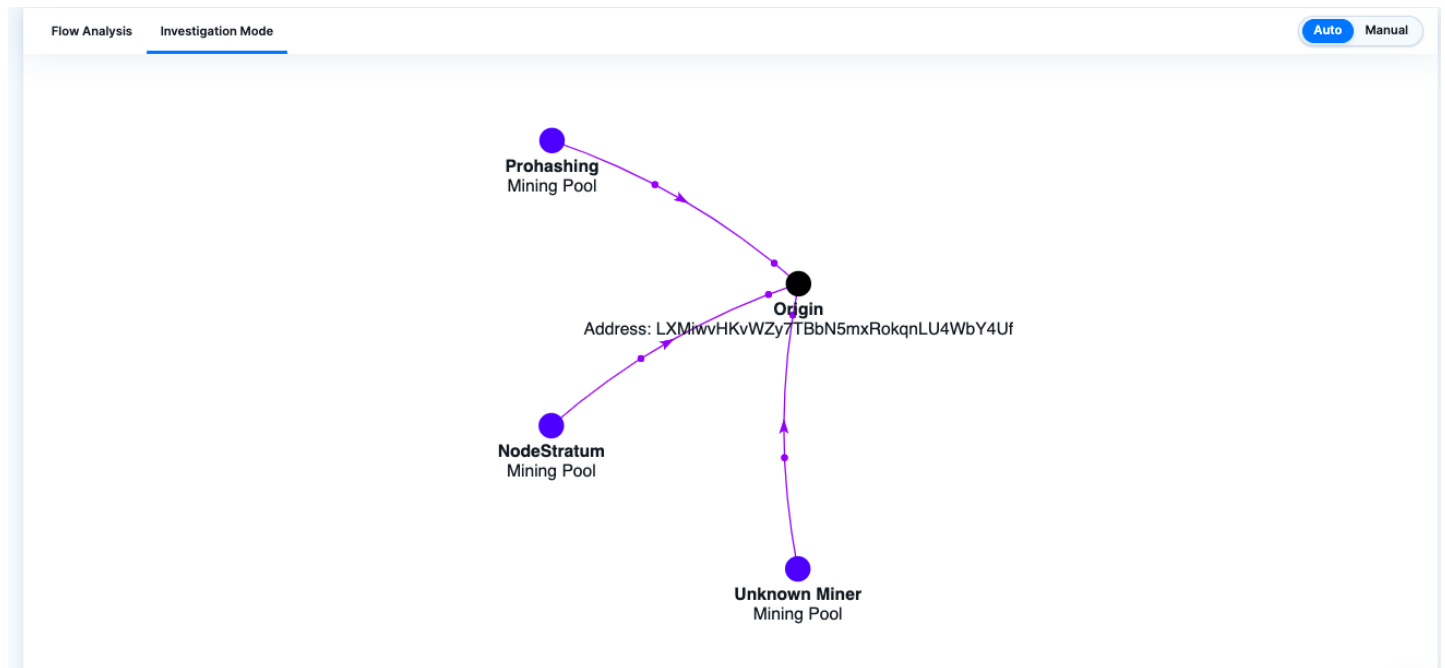 Flow Analysis
Investigation Mode
Auto
Manual
Prohashing
Mining Pool
Origin
Address: LXMiwvHKvWZy7TBbN5mxRokqnLU4WbY4Uf
NodeStratum
Mining Pool
Unknown Miner
Mining Pool